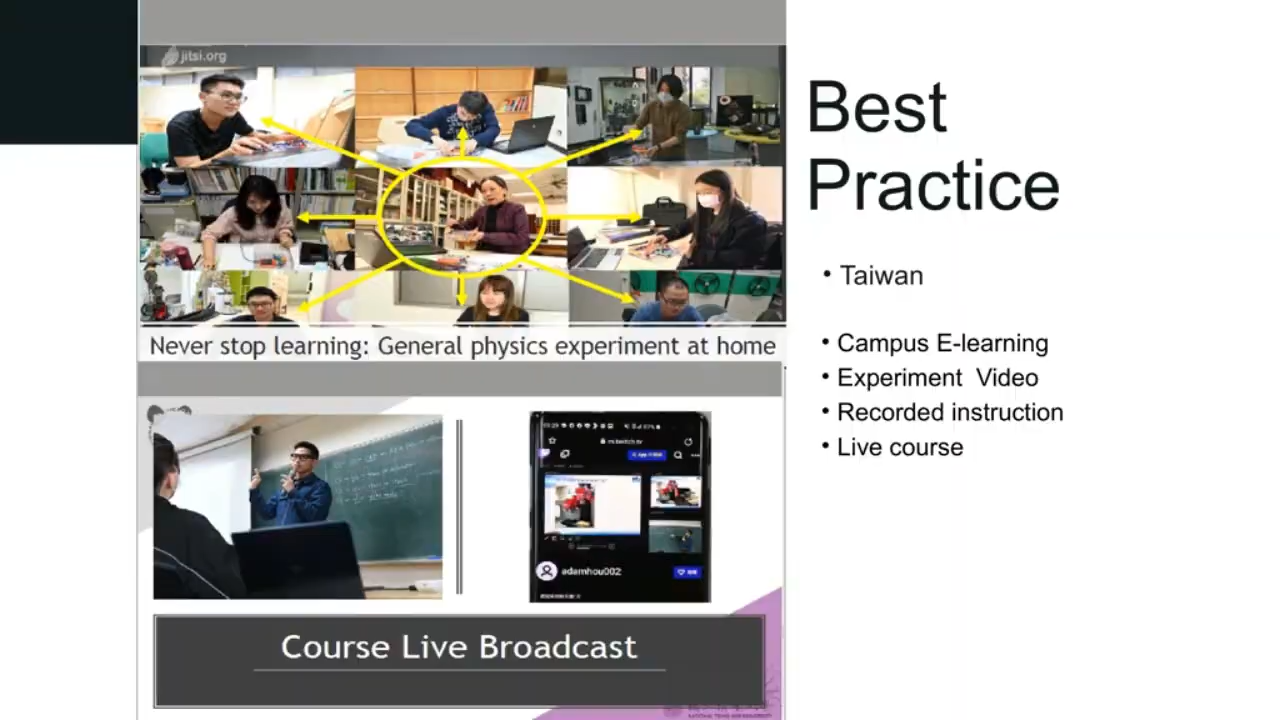 jitsi.org
Never stop learning: General physics experiment at home
Course Live Broadcast
adamhou002
Best
Practice
• Taiwan
• Campus E-learning
• Experiment Video
• Recorded instruction
• Live course